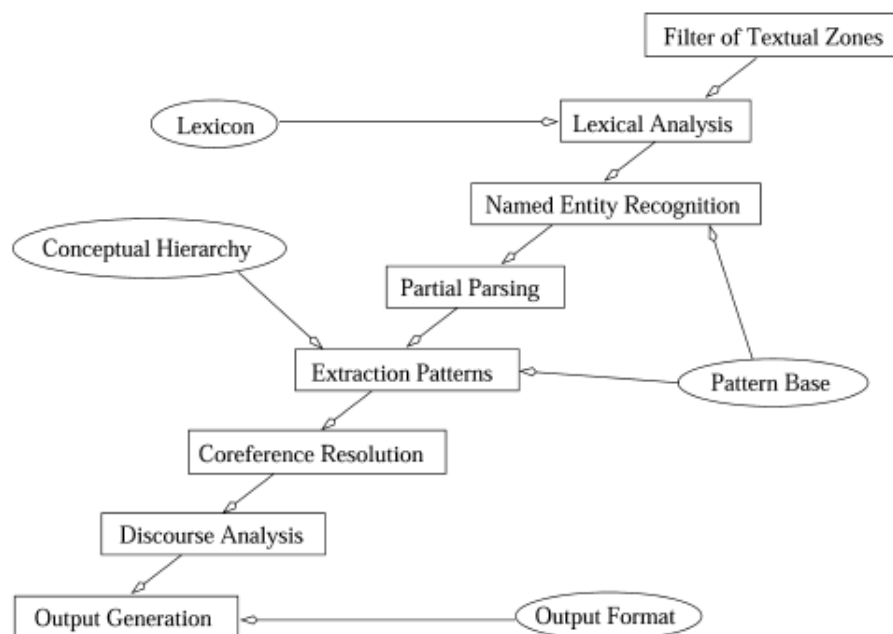 Filter of Textual Zones
Lexicon
Lexical Analysis
Named Entity Recognition
Conceptual Hierarchy
Partial Parsing
Extraction Patterns
Pattern Base
Coreference Resolution
Discourse Analysis
Output Generation
Output Format